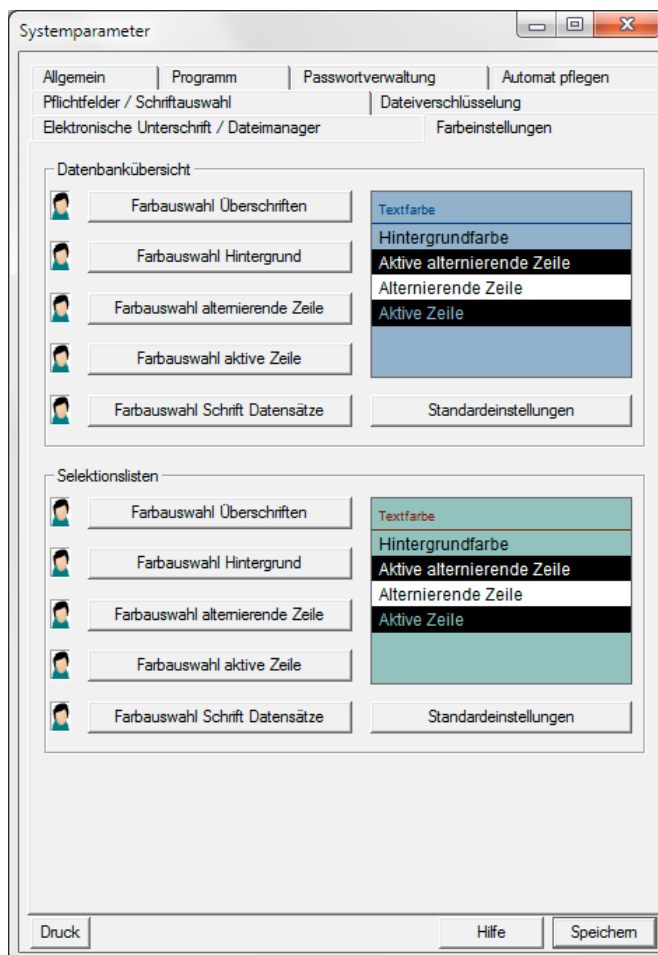 Systemparameter
Allgemein Programm Passwortverwaltung Automat pflegen
Pflichtfelder / Schriftauswahl Dateiverschlüsselung
Elektronische Unterschrift / Dateimanager Farbeinstellungen
Datenbankübersicht
Farbauswahl Überschriften
Farbauswahl Hintergrund
Farbauswahl alternierende Zeile
Farbauswahl aktive Zeile
Farbauswahl Schrift Datensätze
Textfarbe
Hintergrundfarbe
Aktive alternierende Zeile
Alternierende Zeile
Aktive Zeile
Standardeinstellungen
Selektionslisten
Farbauswahl Überschriften
Farbauswahl Hintergrund
Farbauswahl alternierende Zeile
Farbauswahl aktive Zeile
Farbauswahl Schrift Datensätze
Textfarbe
Hintergrundfarbe
Aktive alternierende Zeile
Alternierende Zeile
Aktive Zeile
Standardeinstellungen
Druck Hilfe Speichern